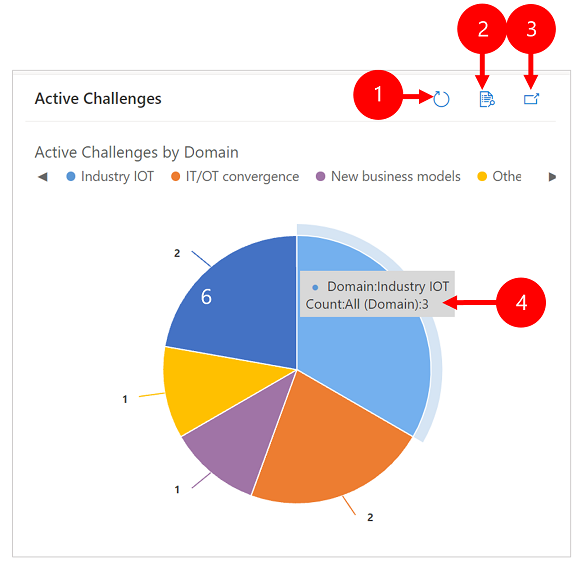 2
3
1
Active Challenges
Active Challenges by Domain
Industry IOT IT/OT convergence New business models Othe
2
6
Domain:Industry IOT
Count:All (Domain):3
4
1
1
2